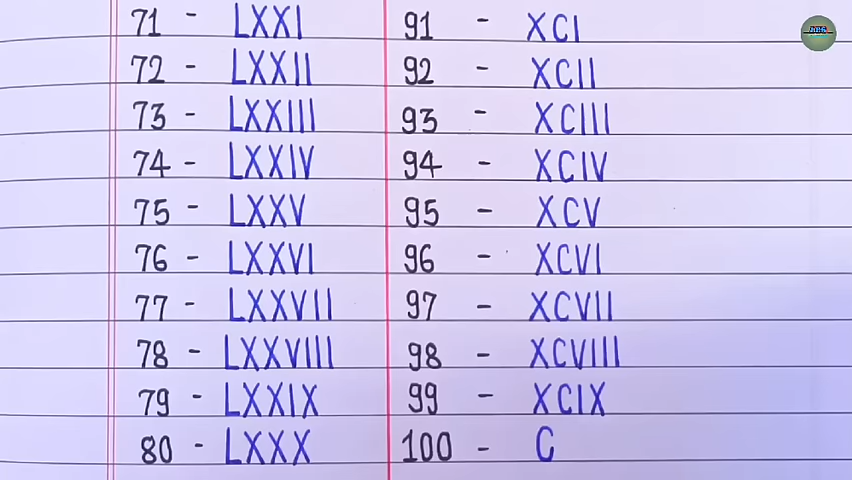 71 - LXXI
72 - LXXII
73 - LXXIII
74 - LXXIV
75 - LXXV
76 - LXXVI
77 - LXXVII
78 - LXXVIII
79 - LXXIX
80 - LXXX
91 - XCI
92 - XCII
93 - XCIII
94 - XCIV
95 - XCV
96 - XCVI
97 - XCVII
98 - XCVIII
99 - XCIX
100 - C